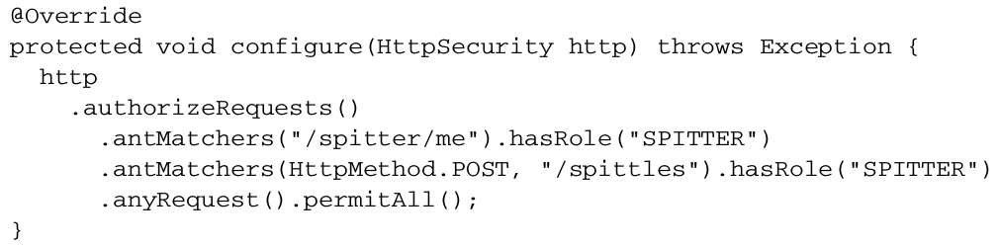 @Override
protected void configure(HttpSecurity http) throws Exception {
  http
    .authorizeRequests()
      .antMatchers("/spitter/me").hasRole("SPITTER")
      .antMatchers(HttpMethod.POST, "/spittles").hasRole("SPITTER")
      .anyRequest().permitAll();
}